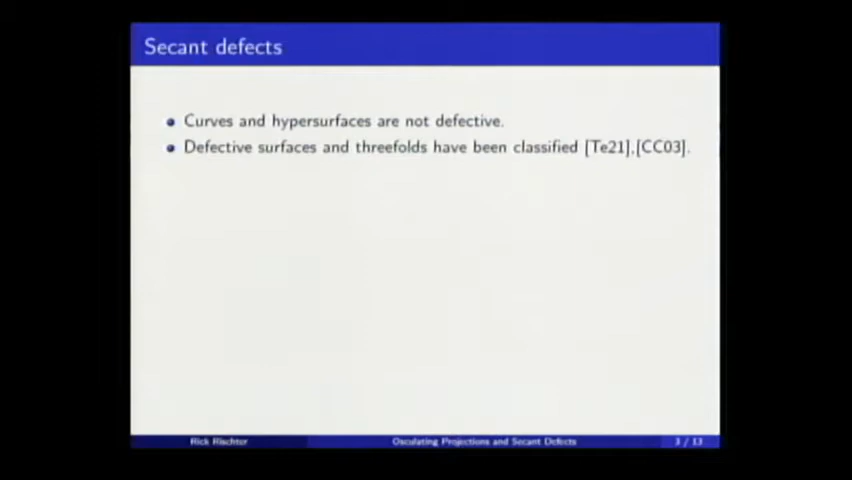 Secant defects
Curves and hypersurfaces are not defective.
Defective surfaces and threefolds have been classified [Te21],[CC03].
Rick Rischter
Osculating Projections and Secant Defects
3 / 13